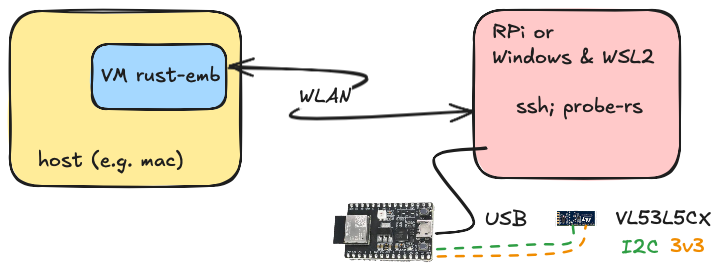 VM rust-emb
host (e.g. mac)
WLAN
RPi or
Windows & WSL2
ssh; probe-rs
USB
VL53L5CX
I2C 3v3